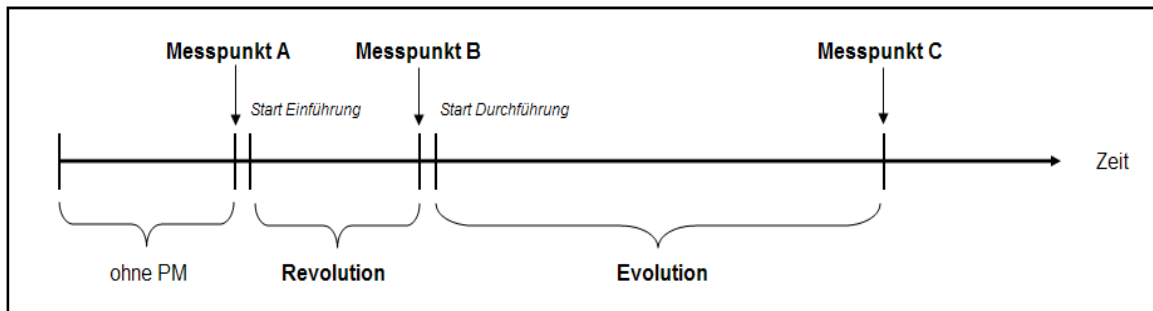 Messpunkt A
Messpunkt B
Messpunkt C
Start Einführung
Start Durchführung
Zeit
ohne PM
Revolution
Evolution